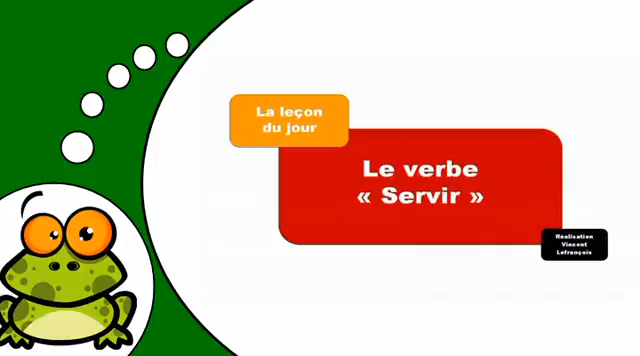 La leçon
du jour
Le verbe
« Servir »
Réalisation
Vincent
Lefrançois